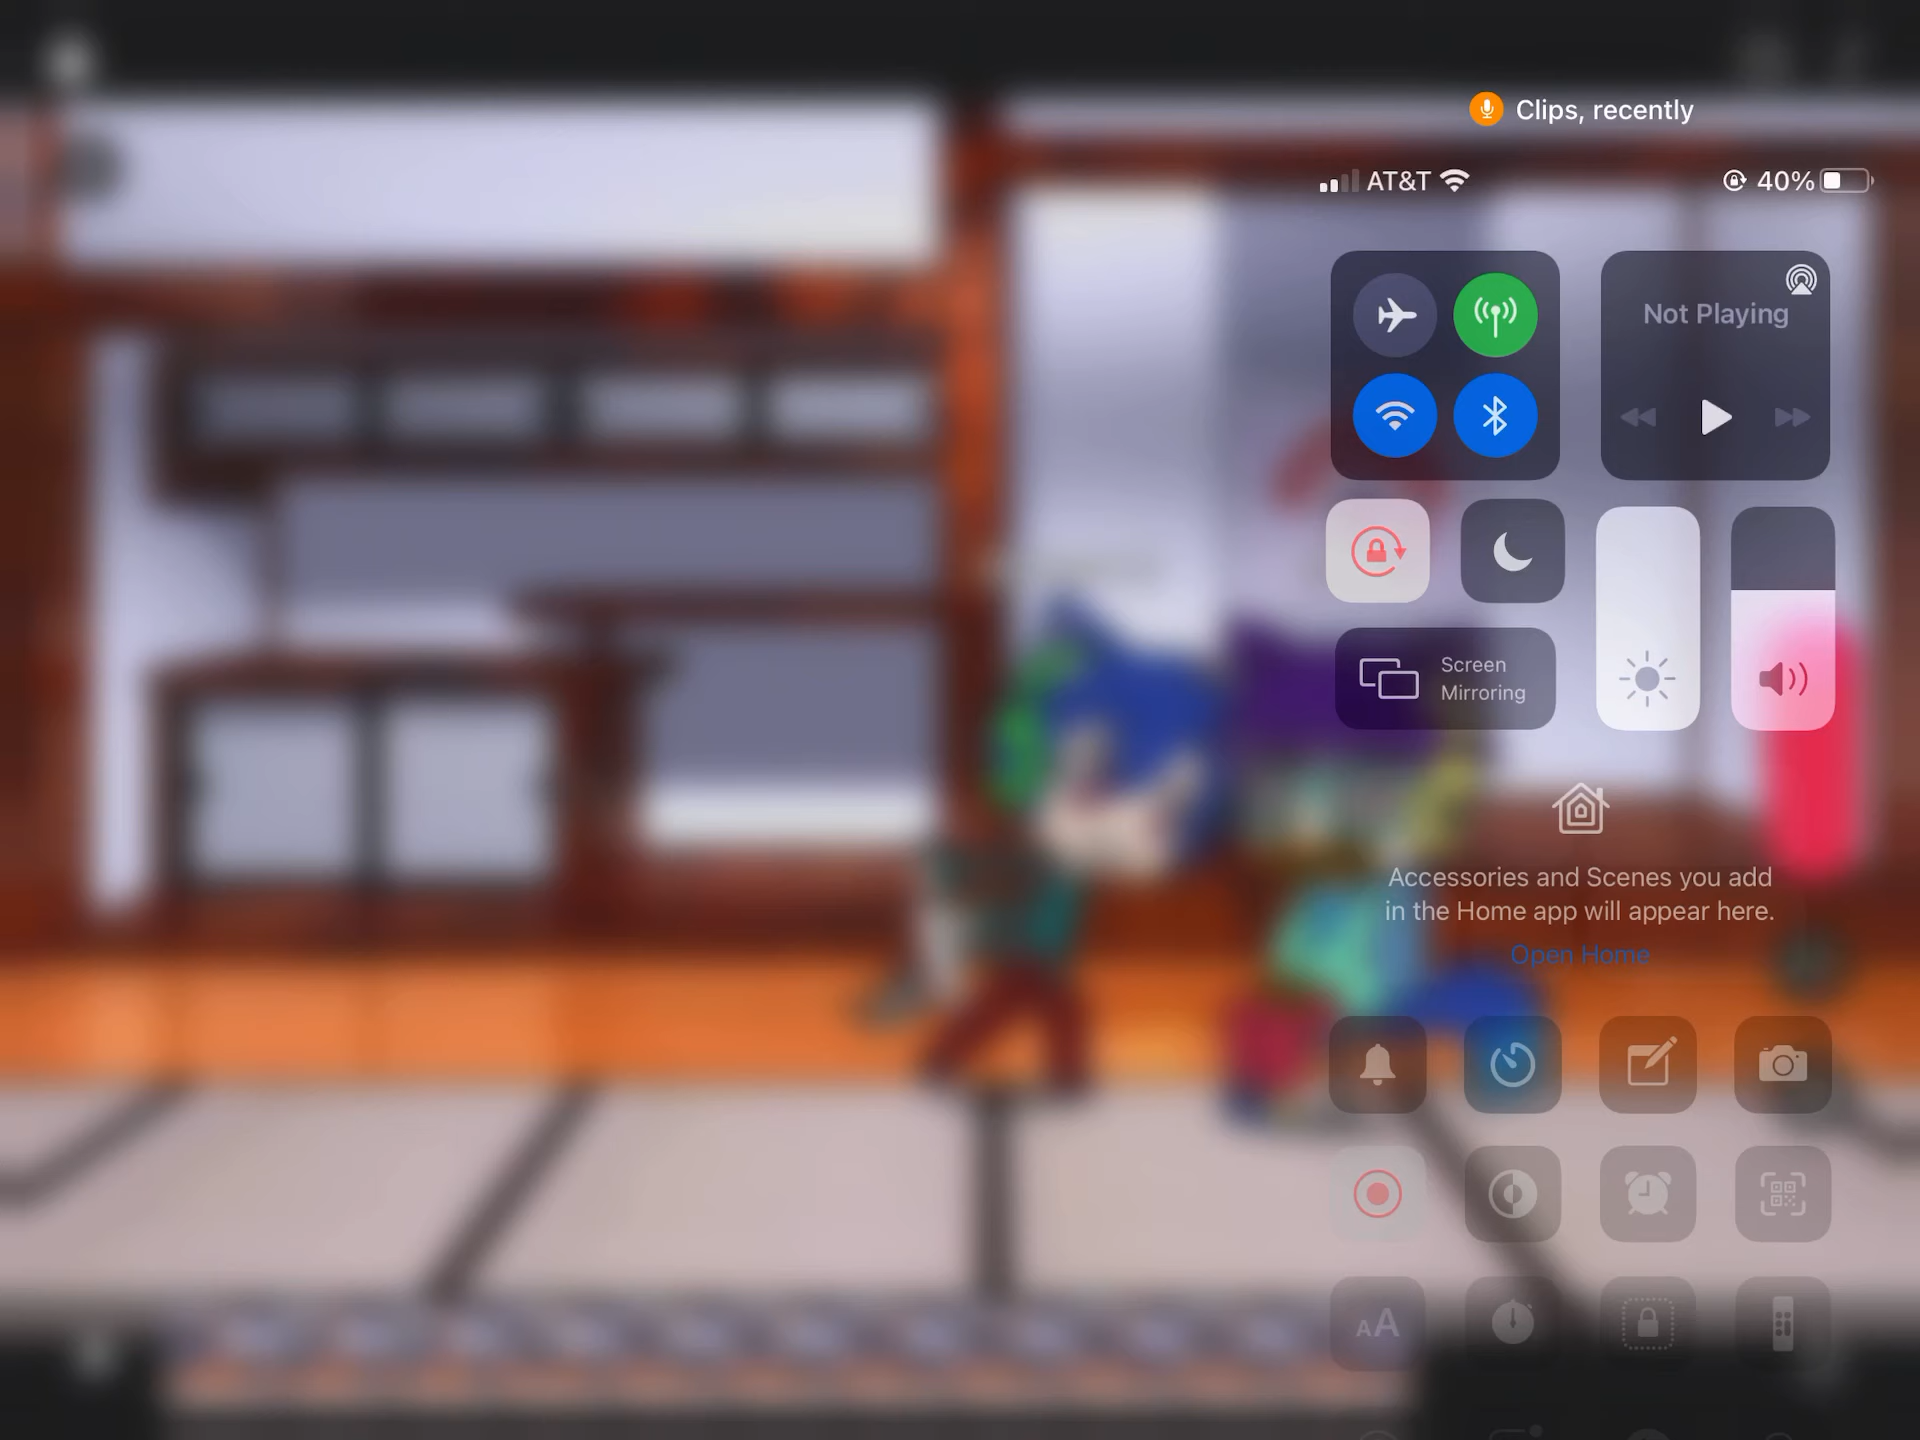 Clips, recently
AT&T 40%
Not Playing
Screen
Mirroring
Accessories and Scenes you add
in the Home app will appear here.
Open Home
AA